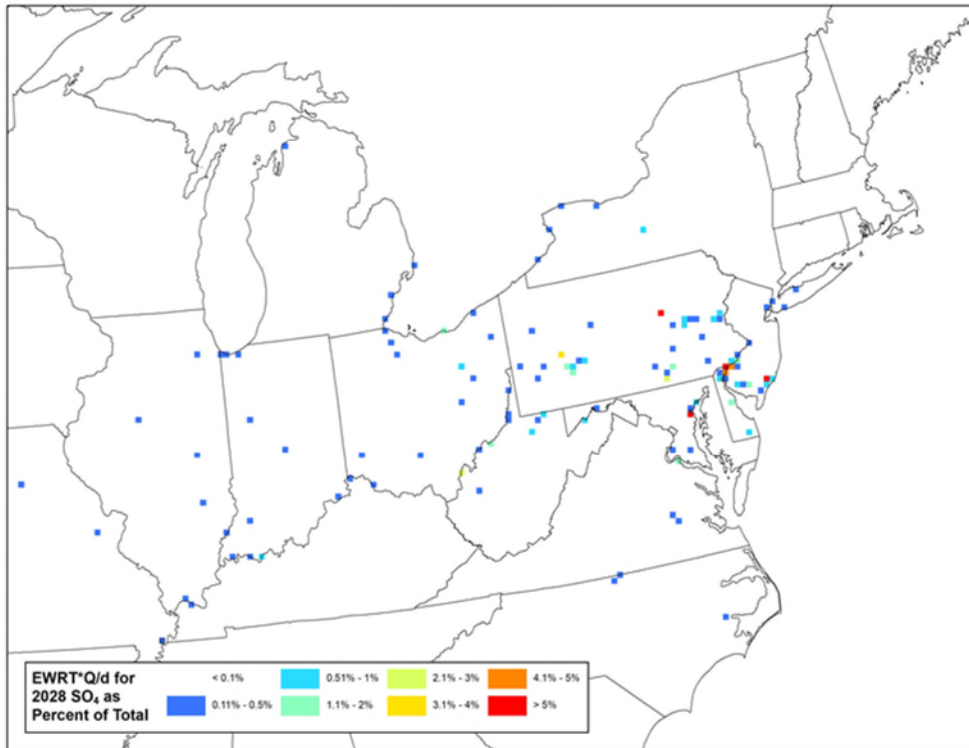 EWRT*Q/d for
2028 SO₄ as
Percent of Total
< 0.1%
0.11% - 0.5%
0.51% - 1%
1.1% - 2%
2.1% - 3%
3.1% - 4%
4.1% - 5%
> 5%